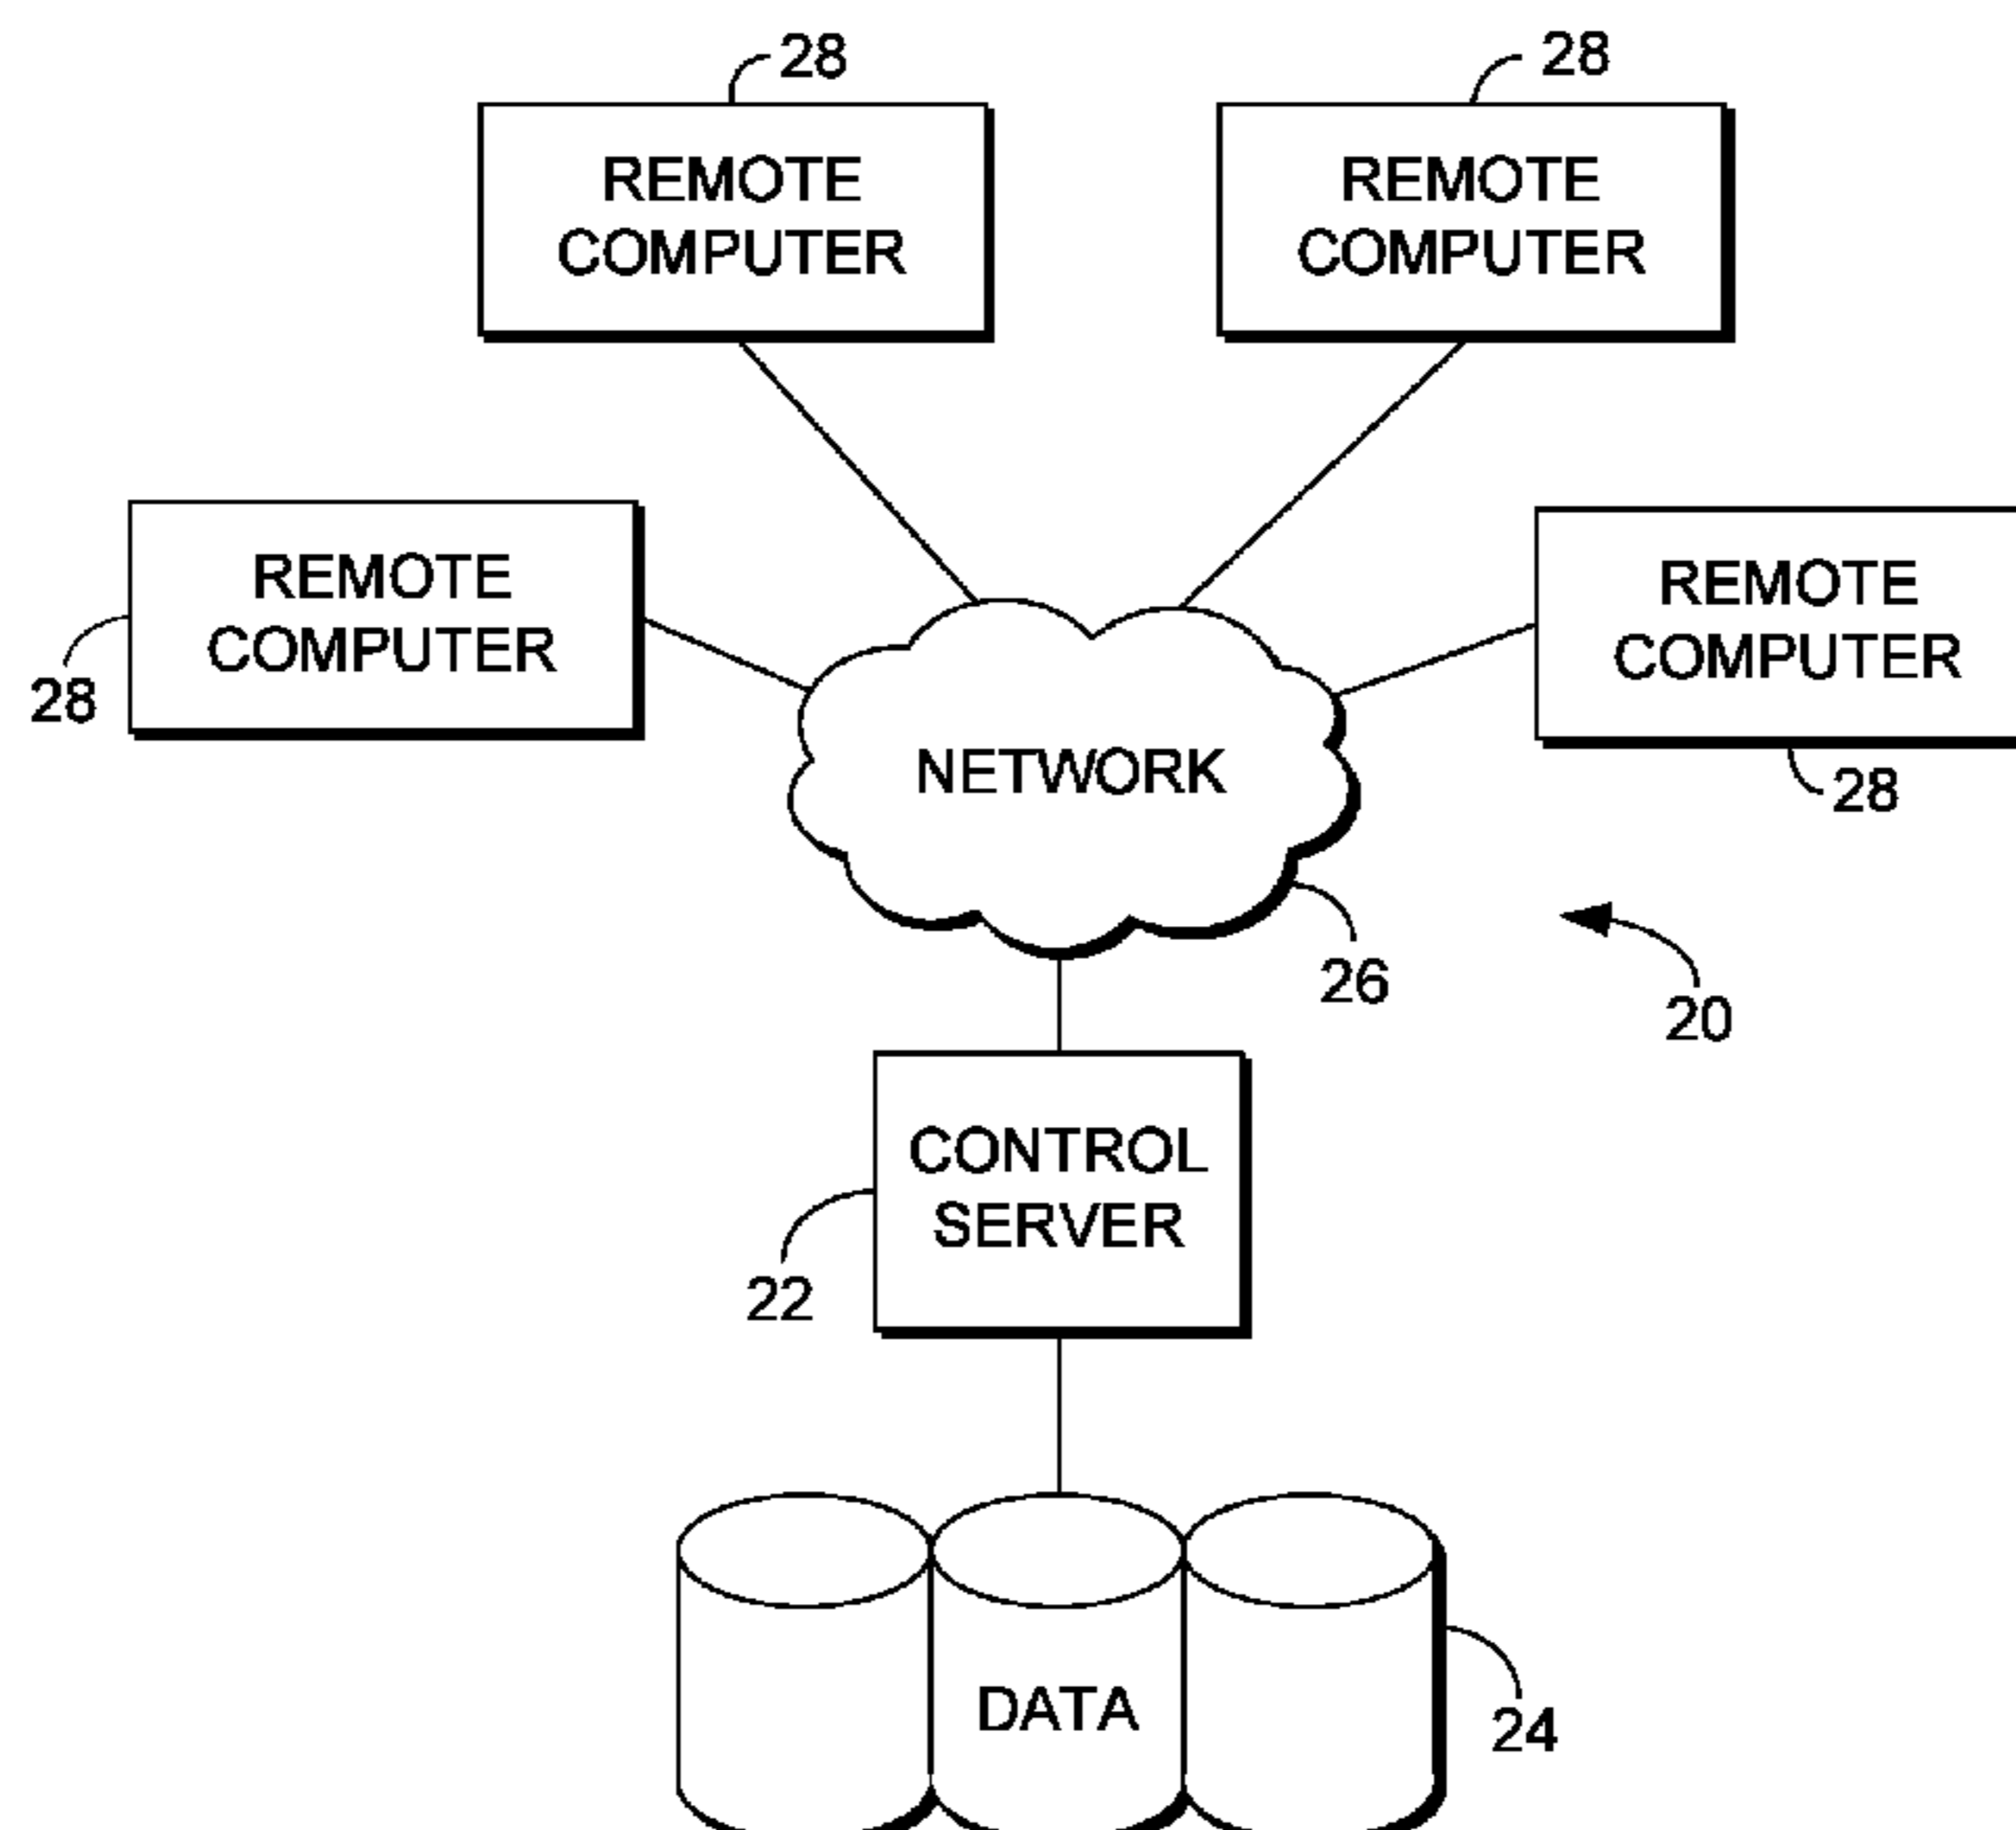 28
28
REMOTE
COMPUTER
REMOTE
COMPUTER
REMOTE
COMPUTER
28
REMOTE
COMPUTER
28
NETWORK
26
20
CONTROL
SERVER
22
DATA
24